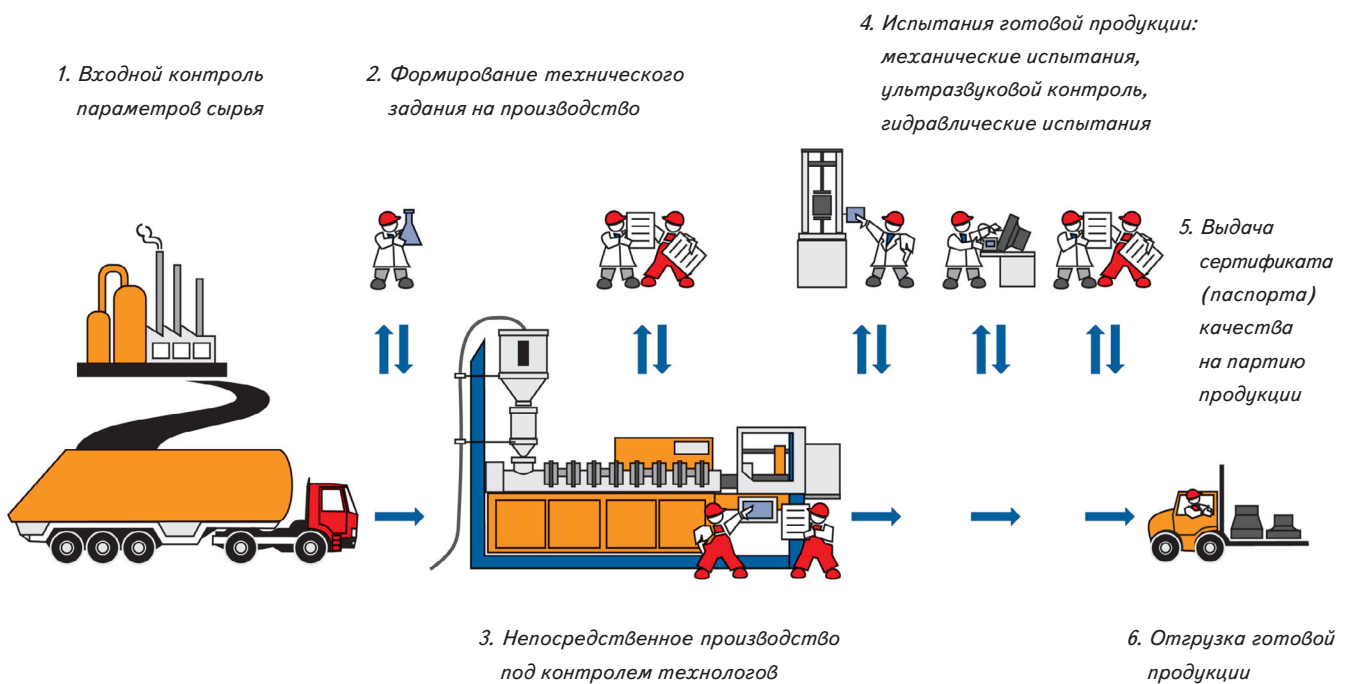 1. Входной контроль
параметров сырья
2. Формирование технического
задания на производство
3. Непосредственное производство
под контролем технологов
4. Испытания готовой продукции:
механические испытания,
ультразвуковой контроль,
гидравлические испытания
5. Выдача
сертификата
(паспорта)
качества
на партию
продукции
6. Отгрузка готовой
продукции